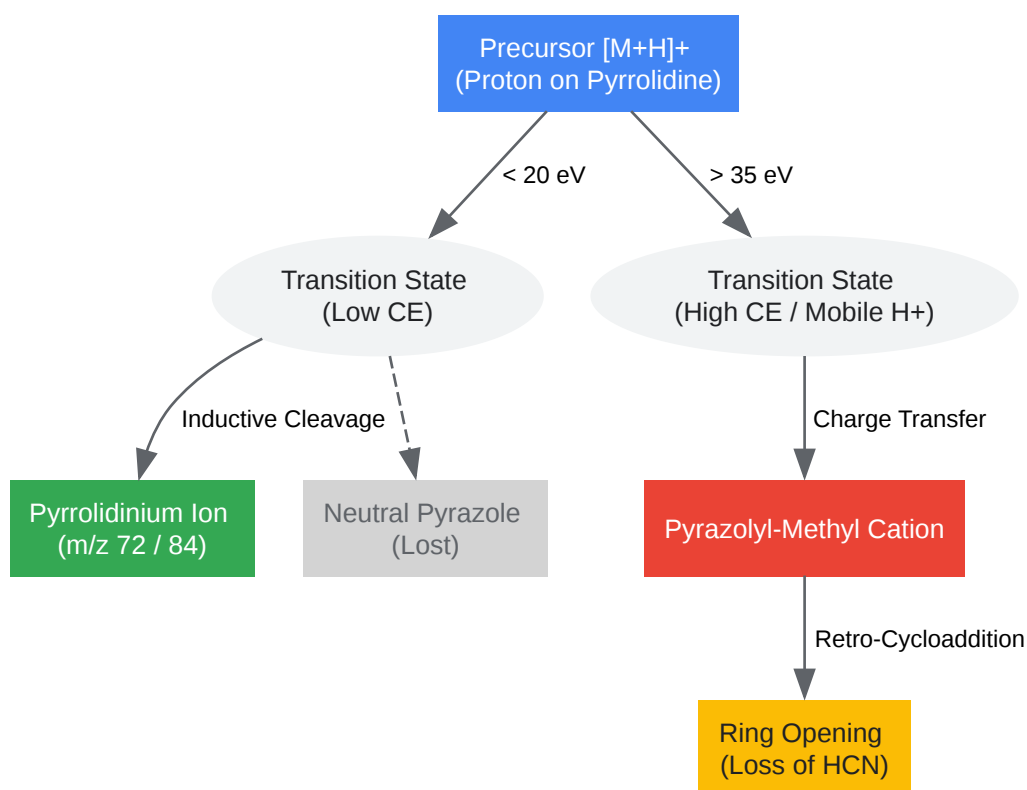 Precursor [M+H]+
(Proton on Pyrrolidine)
< 20 eV
> 35 eV
Transition State
(Low CE)
Transition State
(High CE / Mobile H+)
Inductive Cleavage
Charge Transfer
Pyrrolidinium Ion
(m/z 72 / 84)
Neutral Pyrazole
(Lost)
Pyrazolyl-Methyl Cation
Retro-Cycloaddition
Ring Opening
(Loss of HCN)